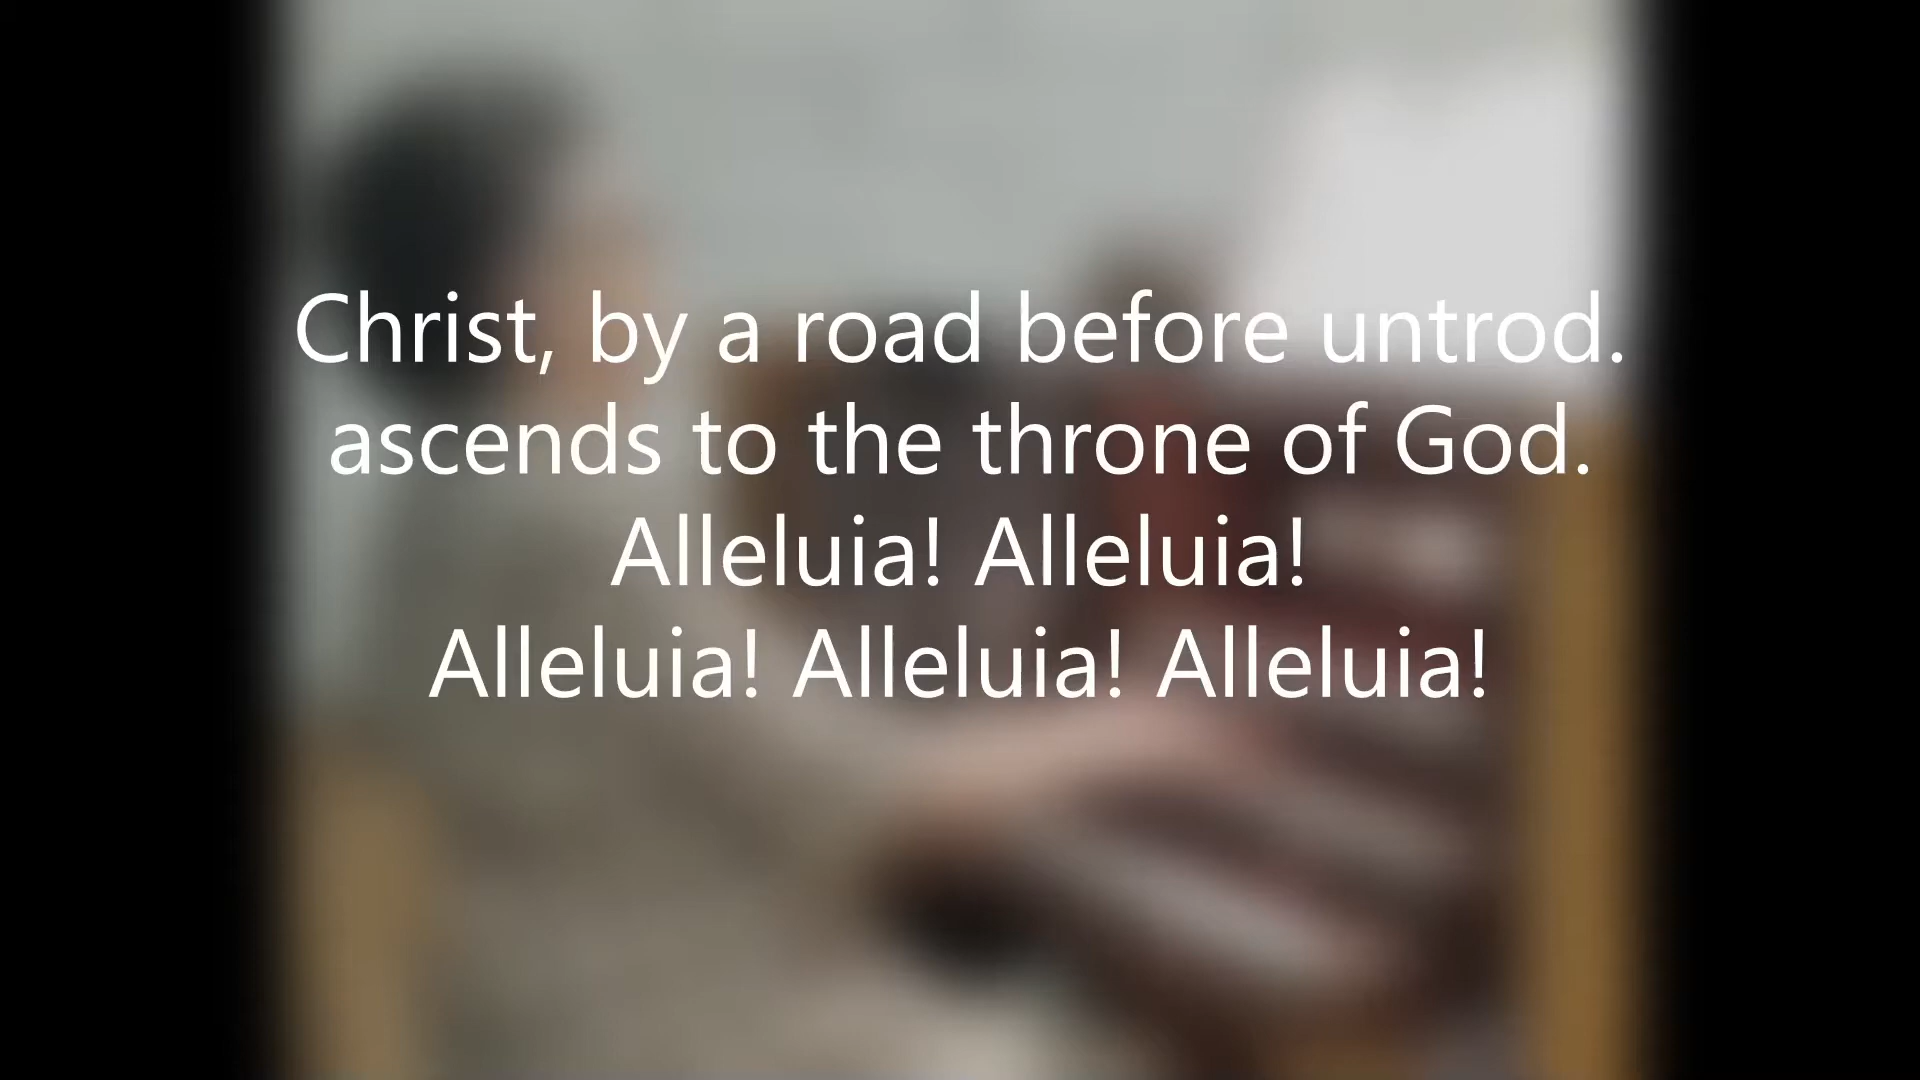 Christ, by a road before untrod.
ascends to the throne of God.
Alleluia! Alleluia!
Alleluia! Alleluia! Alleluia!